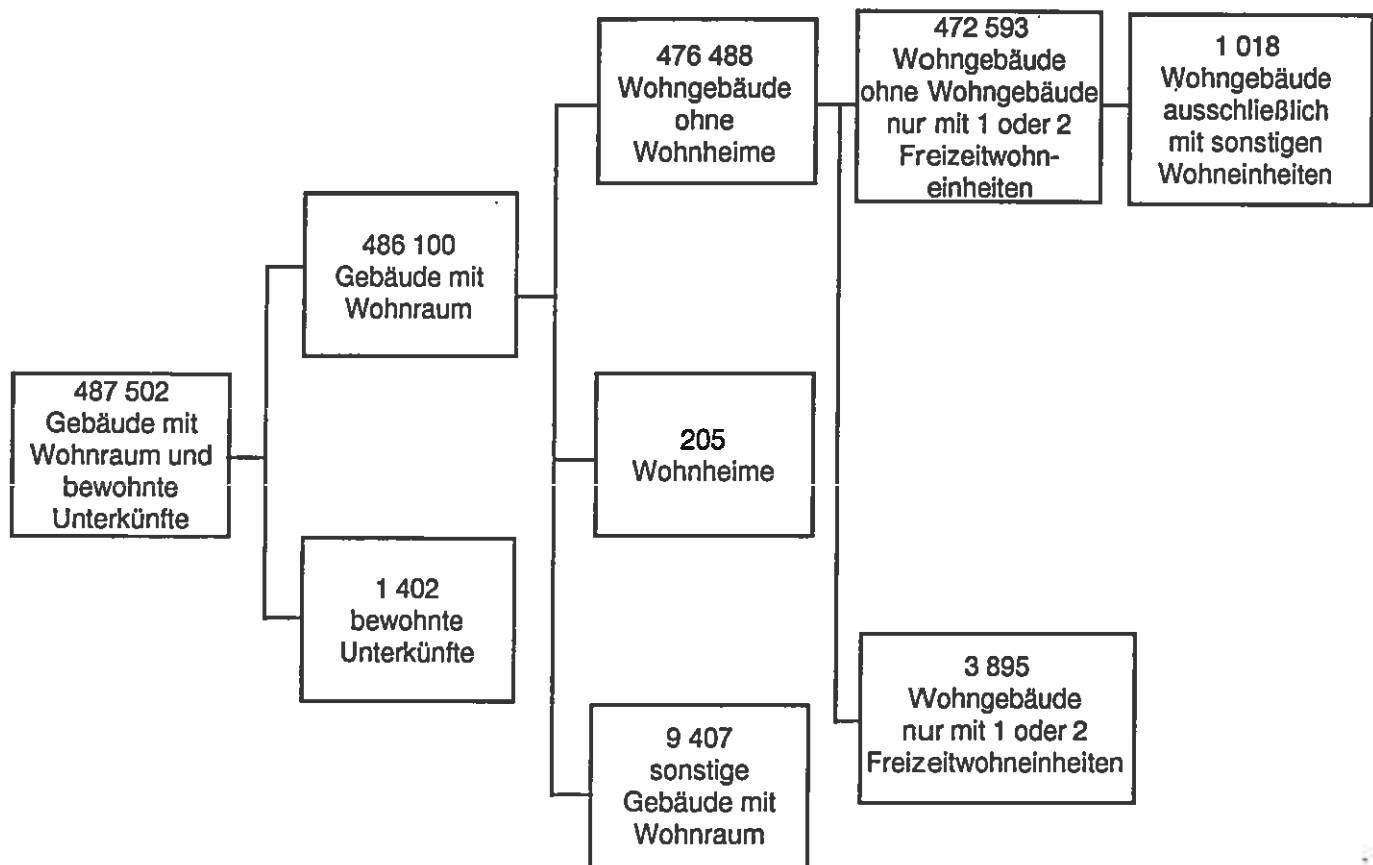 487 502
Gebäude mit
Wohnraum und
bewohnte
Unterkünfte
486 100
Gebäude mit
Wohnraum
1 402
bewohnte
Unterkünfte
476 488
Wohngebäude
ohne
Wohnheime
205
Wohnheime
9 407
sonstige
Gebäude mit
Wohnraum
472 593
Wohngebäude
ohne Wohngebäude
nur mit 1 oder 2
Freizeitwohn-
einheiten
3 895
Wohngebäude
nur mit 1 oder 2
Freizeitwohneinheiten
1 018
Wohngebäude
ausschließlich
mit sonstigen
Wohneinheiten